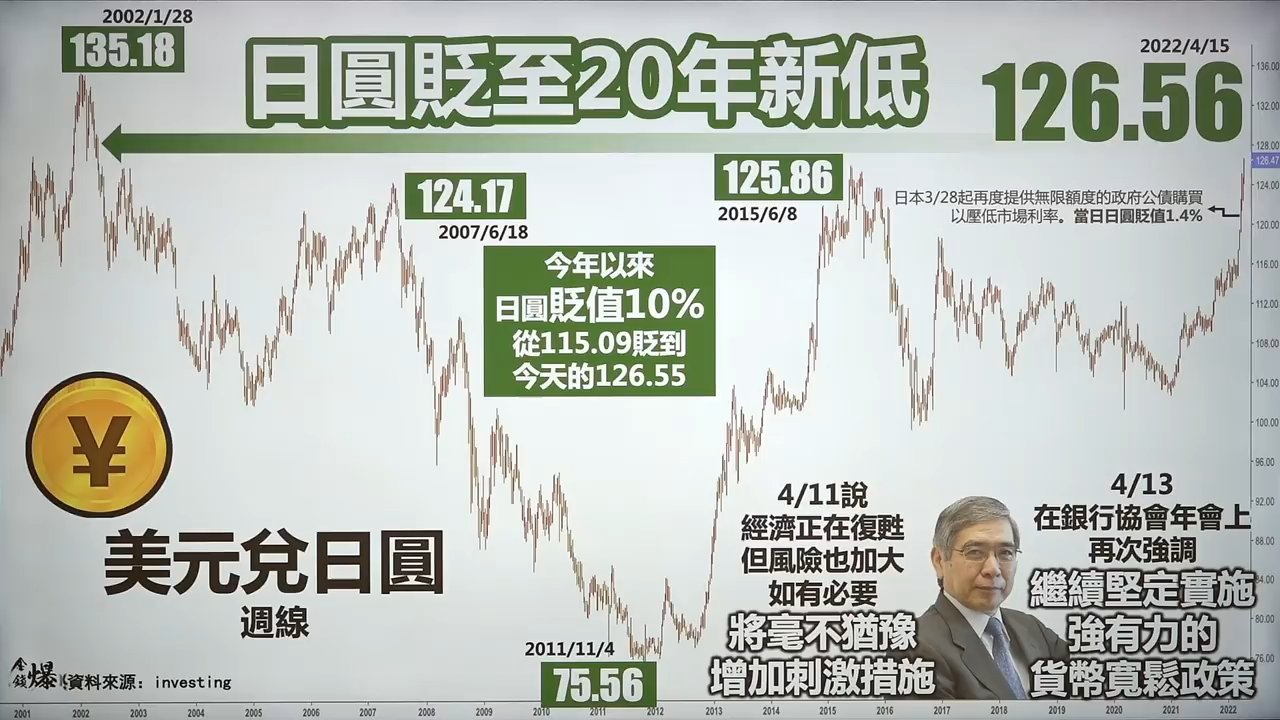 2002/1/28
135.18
日圓貶至20年新低
2022/4/15
126.56
136.00
132.00
128.00
126.47
124.00
120.00
116.00
112.00
108.00
104.00
100.00
96.00
92.00
88.00
84.00
80.00
76.00
124.17
2007/6/18
125.86
2015/6/8
日本3/28起再度提供無限額度的政府公債購買
以壓低市場利率。當日日圓貶值1.4%
今年以來
日圓貶值10%
從115.09貶到
今天的126.55
¥
美元兌日圓
週線
4/11說
經濟正在復甦
但風險也加大
如有必要
將毫不猶豫
增加刺激措施
4/13
在銀行協會年會上
再次強調
繼續堅定實施
強有力的
貨幣寬鬆政策
2011/11/4
75.56
金錢爆
資料來源：investing
2001 2002 2003 2004 2005 2006 2007 2008 2009 2010 2011 2012 2013 2014 2015 2016 2017 2018 2019 2020 2021 2022